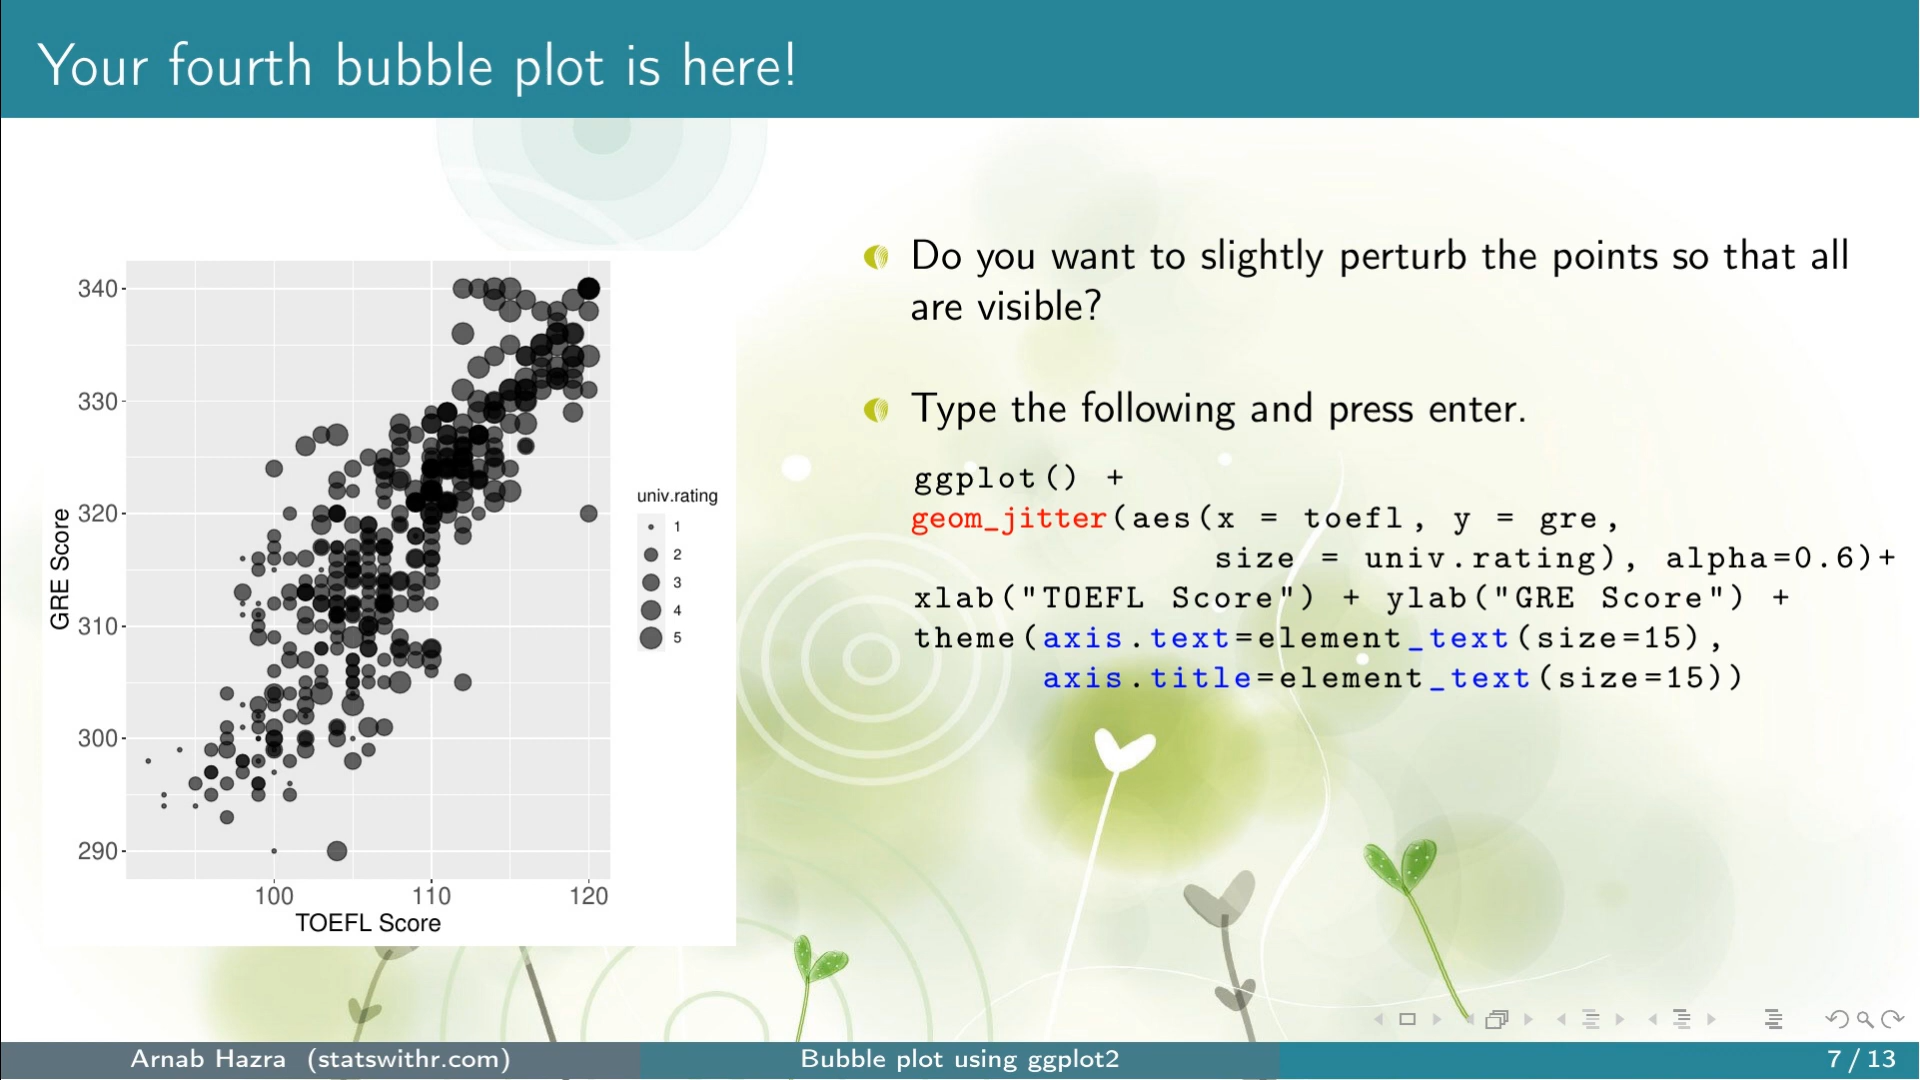 Your fourth bubble plot is here!
340
330
320
310
300
290
GRE Score
100 110 120
TOEFL Score
univ.rating
1
2
3
4
5
Do you want to slightly perturb the points so that all
are visible?
Type the following and press enter.
ggplot() +
geom_jitter(aes(x = toefl, y = gre,
size = univ.rating), alpha=0.6)+
xlab("TOEFL Score") + ylab("GRE Score") +
theme(axis.text=element_text(size=15),
axis.title=element_text(size=15))
Arnab Hazra (statswithr.com)
Bubble plot using ggplot2
7 / 13